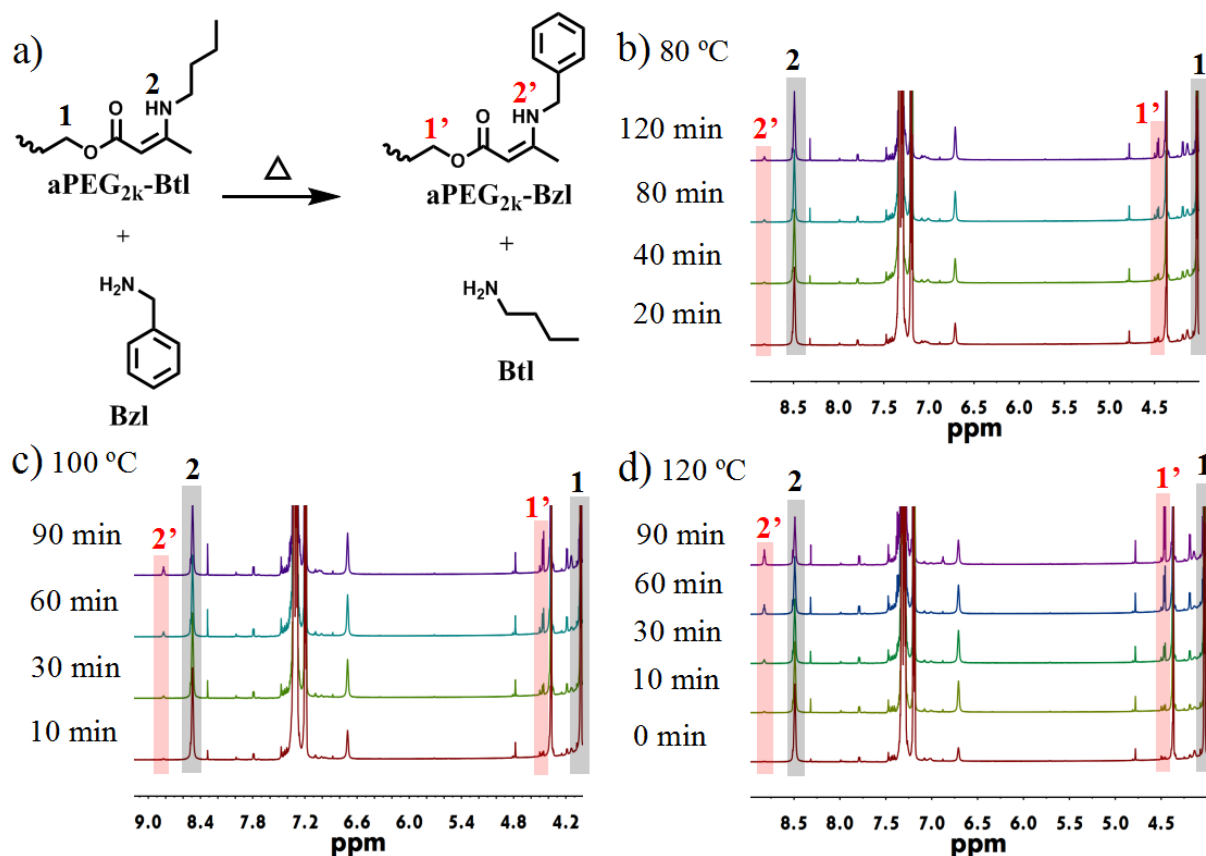 a)
1
O
2
HN
O
aPEG2k-Btl
+
H2N
Bzl
△
1'
O
2'
HN
O
aPEG2k-Bzl
+
H2N
Btl
b) 80 ºC
2'
2
1'
1
120 min
80 min
40 min
20 min
8.5 8.0 7.5 7.0 6.5 6.0 5.5 5.0 4.5
ppm
c) 100 ºC
2'
2
1'
1
90 min
60 min
30 min
10 min
9.0 8.4 7.8 7.2 6.6 6.0 5.4 4.8 4.2
ppm
d) 120 ºC
2'
2
1'
1
90 min
60 min
30 min
10 min
0 min
8.5 8.0 7.5 7.0 6.5 6.0 5.5 5.0 4.5
ppm